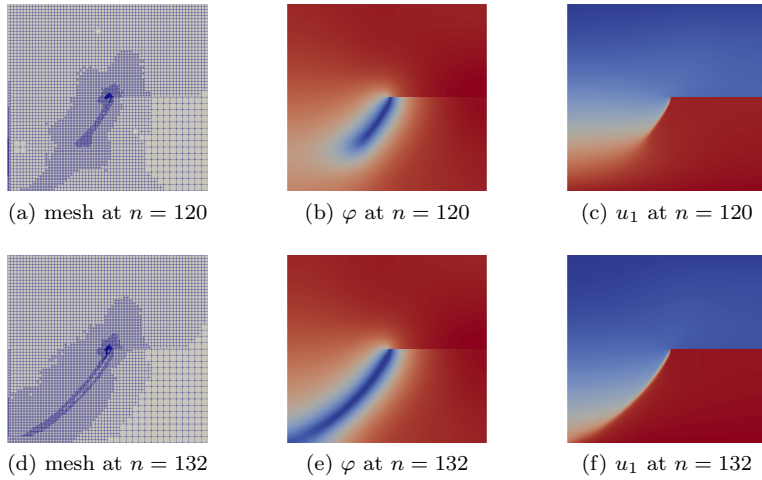 (a) mesh at n = 120
(b) φ at n = 120
(c) u₁ at n = 120
(d) mesh at n = 132
(e) φ at n = 132
(f) u₁ at n = 132